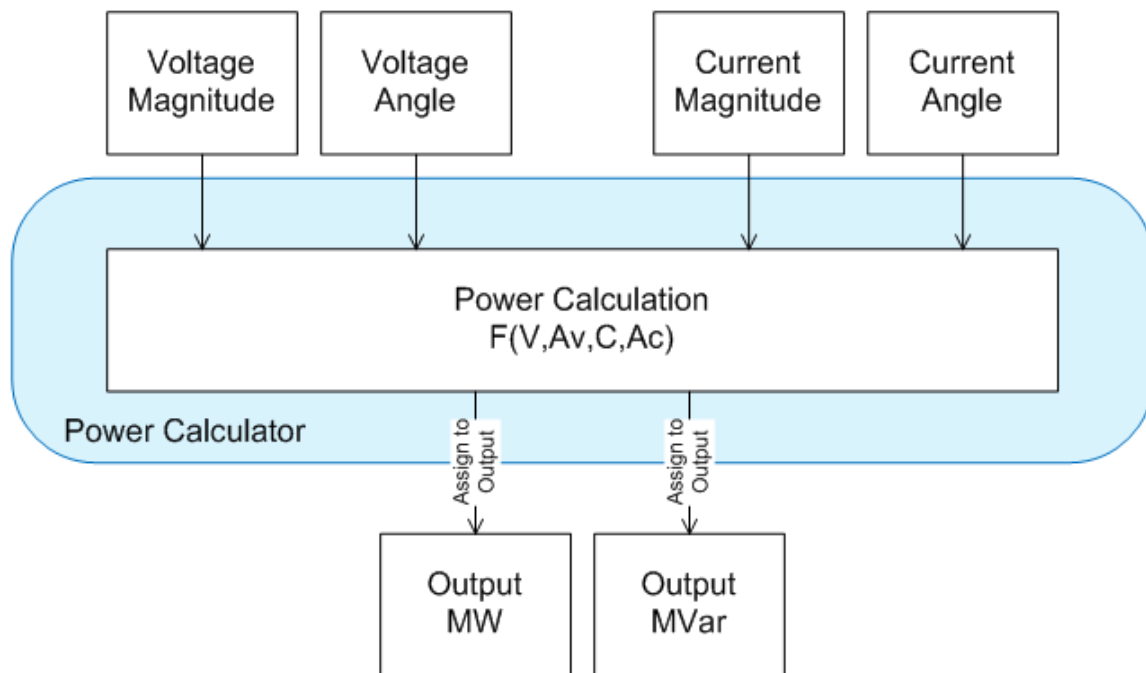 Voltage
Magnitude
Voltage
Angle
Current
Magnitude
Current
Angle
Power Calculation
F(V,Av,C,Ac)
Power Calculator
Assign to
Output
Assign to
Output
Output
MW
Output
MVar